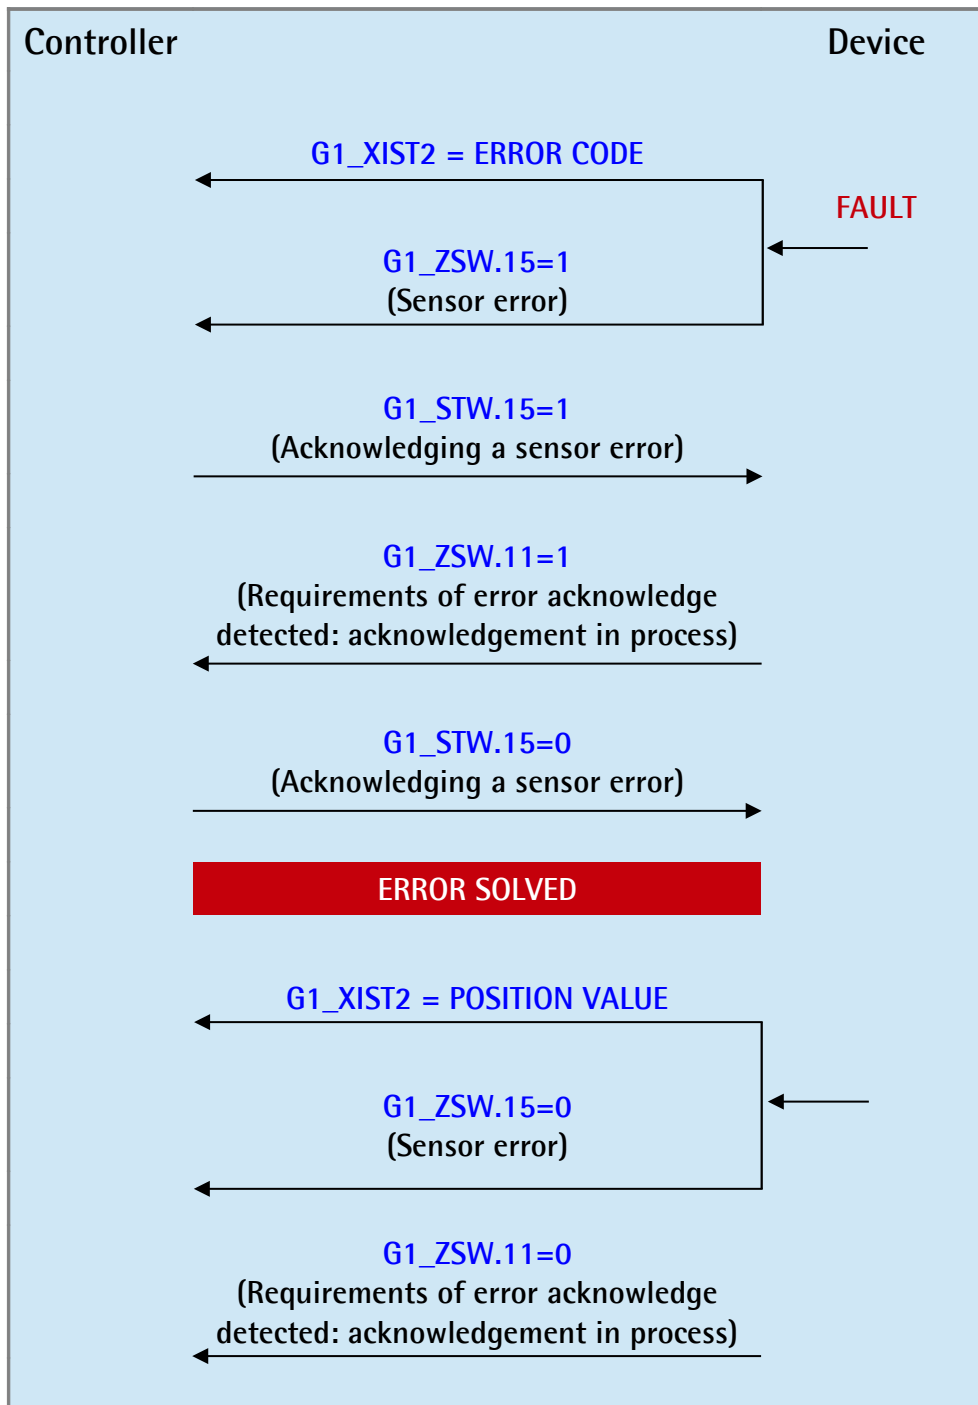 Controller
Device
G1_XIST2 = ERROR CODE
FAULT
G1_ZSW.15=1
(Sensor error)
G1_STW.15=1
(Acknowledging a sensor error)
G1_ZSW.11=1
(Requirements of error acknowledge
detected: acknowledgement in process)
G1_STW.15=0
(Acknowledging a sensor error)
ERROR SOLVED
G1_XIST2 = POSITION VALUE
G1_ZSW.15=0
(Sensor error)
G1_ZSW.11=0
(Requirements of error acknowledge
detected: acknowledgement in process)